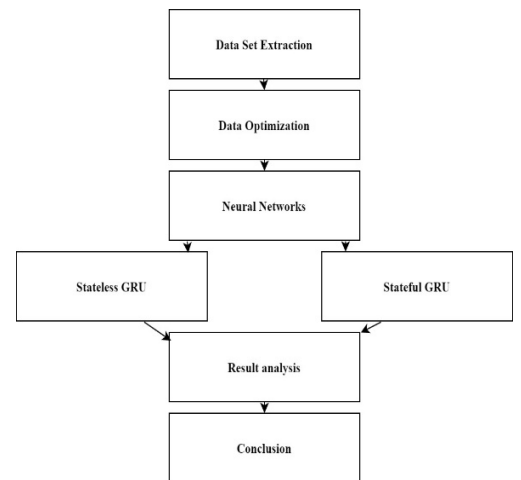 Data Set Extraction
Data Optimization
Neural Networks
Stateless GRU
Stateful GRU
Result analysis
Conclusion